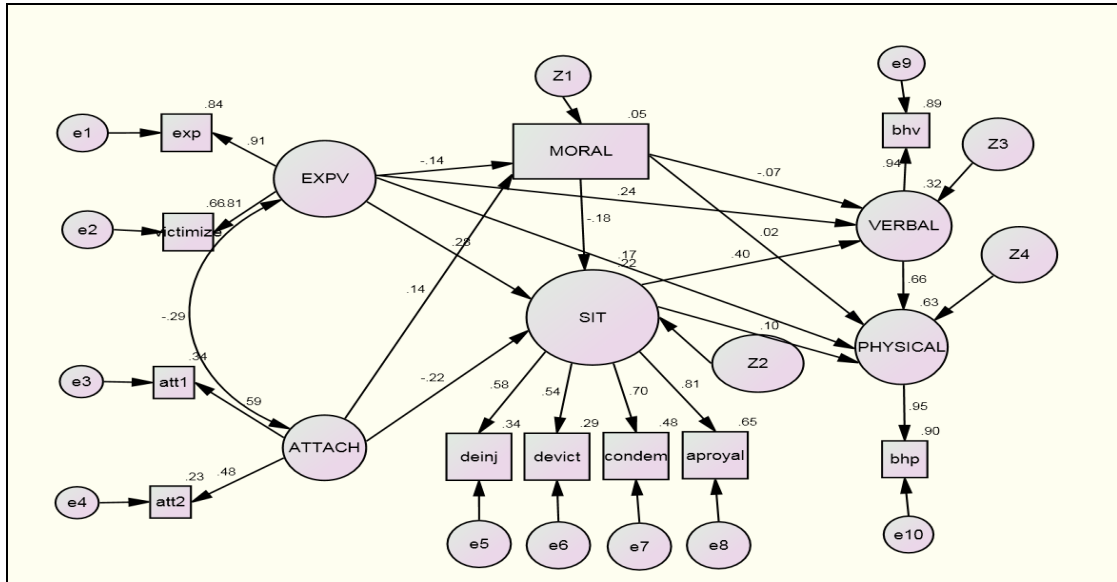 Z1
e9
.84
.05
.89
e1
exp
.91
MORAL
bhv
Z3
EXPV
-.14
-.07
.94
.24
.32
.66
.81
e2
victimize
-.18
VERBAL
.28
.02
.17
.22
.40
Z4
.14
.66
-.29
SIT
.63
.10
PHYSICAL
.34
Z2
e3
att1
-.22
.59
.58
.54
.70
.81
.95
ATTACH
.34
.29
.48
.65
.90
.23
.48
deinj
devict
condem
aproyal
bhp
e4
att2
e5
e6
e7
e8
e10